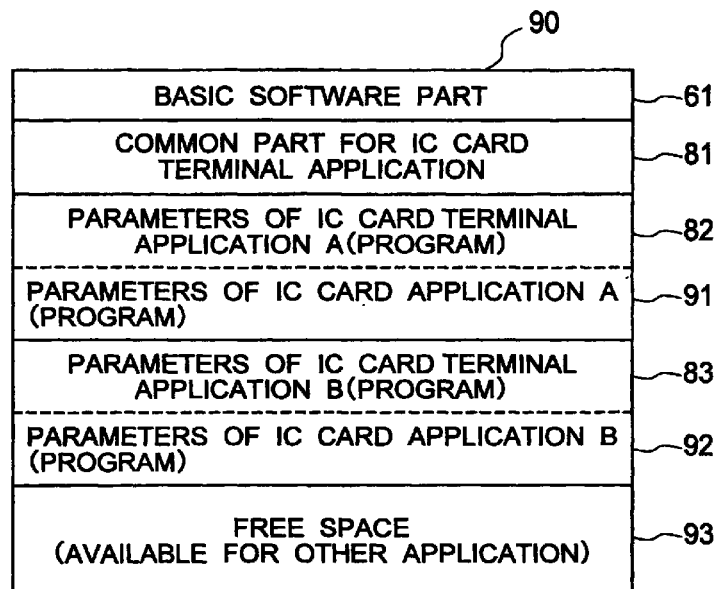 90
BASIC SOFTWARE PART
61
COMMON PART FOR IC CARD
TERMINAL APPLICATION
81
PARAMETERS OF IC CARD TERMINAL
APPLICATION A(PROGRAM)
82
PARAMETERS OF IC CARD APPLICATION A
(PROGRAM)
91
PARAMETERS OF IC CARD TERMINAL
APPLICATION B(PROGRAM)
83
PARAMETERS OF IC CARD APPLICATION B
(PROGRAM)
92
FREE SPACE
(AVAILABLE FOR OTHER APPLICATION)
93